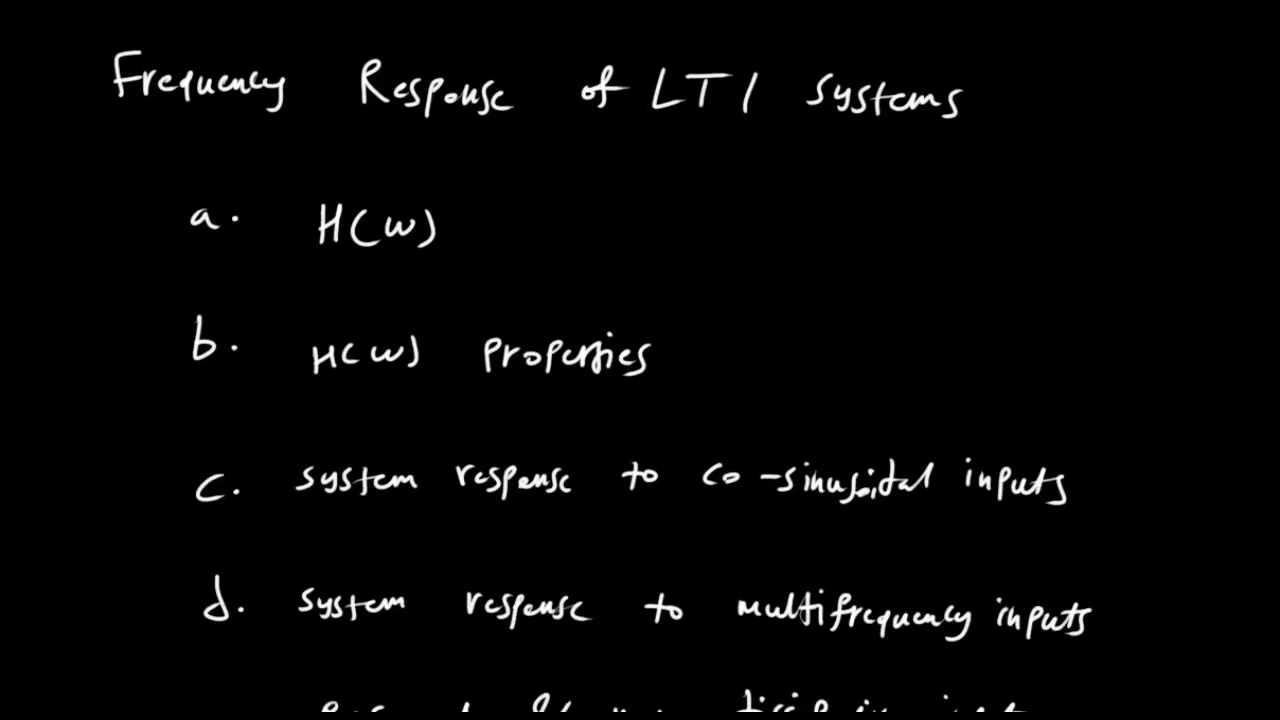 Frequency Response of LTI systems
a. H(w)
b. H(w) properties
c. system response to co-sinusoidal inputs
d. system response to multifrequency inputs